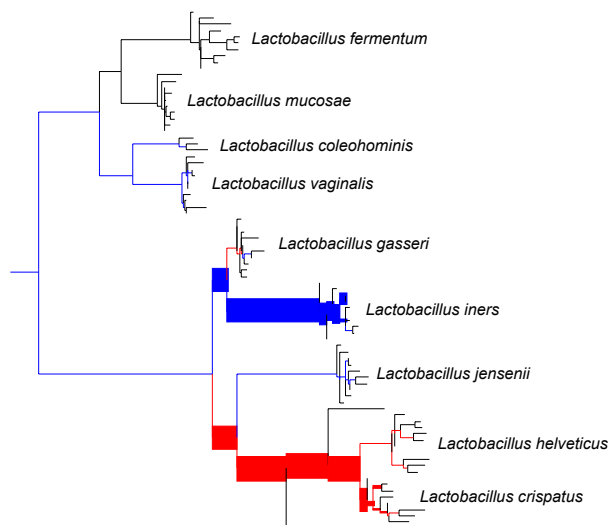 Lactobacillus fermentum
Lactobacillus mucosae
Lactobacillus coleohominis
Lactobacillus vaginalis
Lactobacillus gasseri
Lactobacillus iners
Lactobacillus jensenii
Lactobacillus helveticus
Lactobacillus crispatus